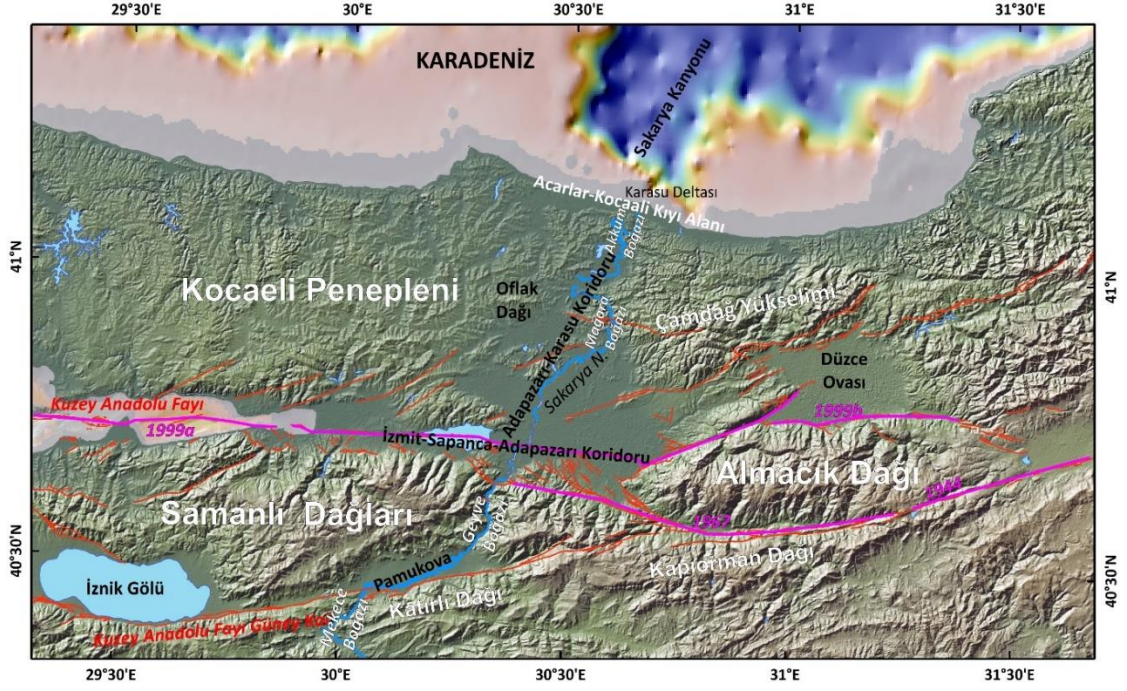 29°30'E
30°
30°30'E
31°E
31°30'E
KARADENİZ
Sakarya Kanyonu
Karasu Deltası
Acarlar-Kocaali Kıyı Alanı
41°N
41°N
Akkum
Boğazı
Kocaeli Penepleni
Oflak
Dağı
Adapazarı-Karasu Koridoru
Mağara
Boğazı
Çamdağ Yükselimi
Sakarya N.
Düzce
Ovası
Kuzey Anadolu Fayı
1999a
1999b
İzmit-Sapanca-Adapazarı Koridoru
Almacık Dağı
Samanlı Dağları
Geyve
Boğazı
1967
1944
40°30'N
40°30'N
Kapıorman Dağı
İznik Gölü
Pamukova
Katırlı Dağı
Mekece
Boğazı
Kuzey Anadolu Fayı Güney Kolu
29°30'E
30°E
30°30'E
31°E
31°30'E